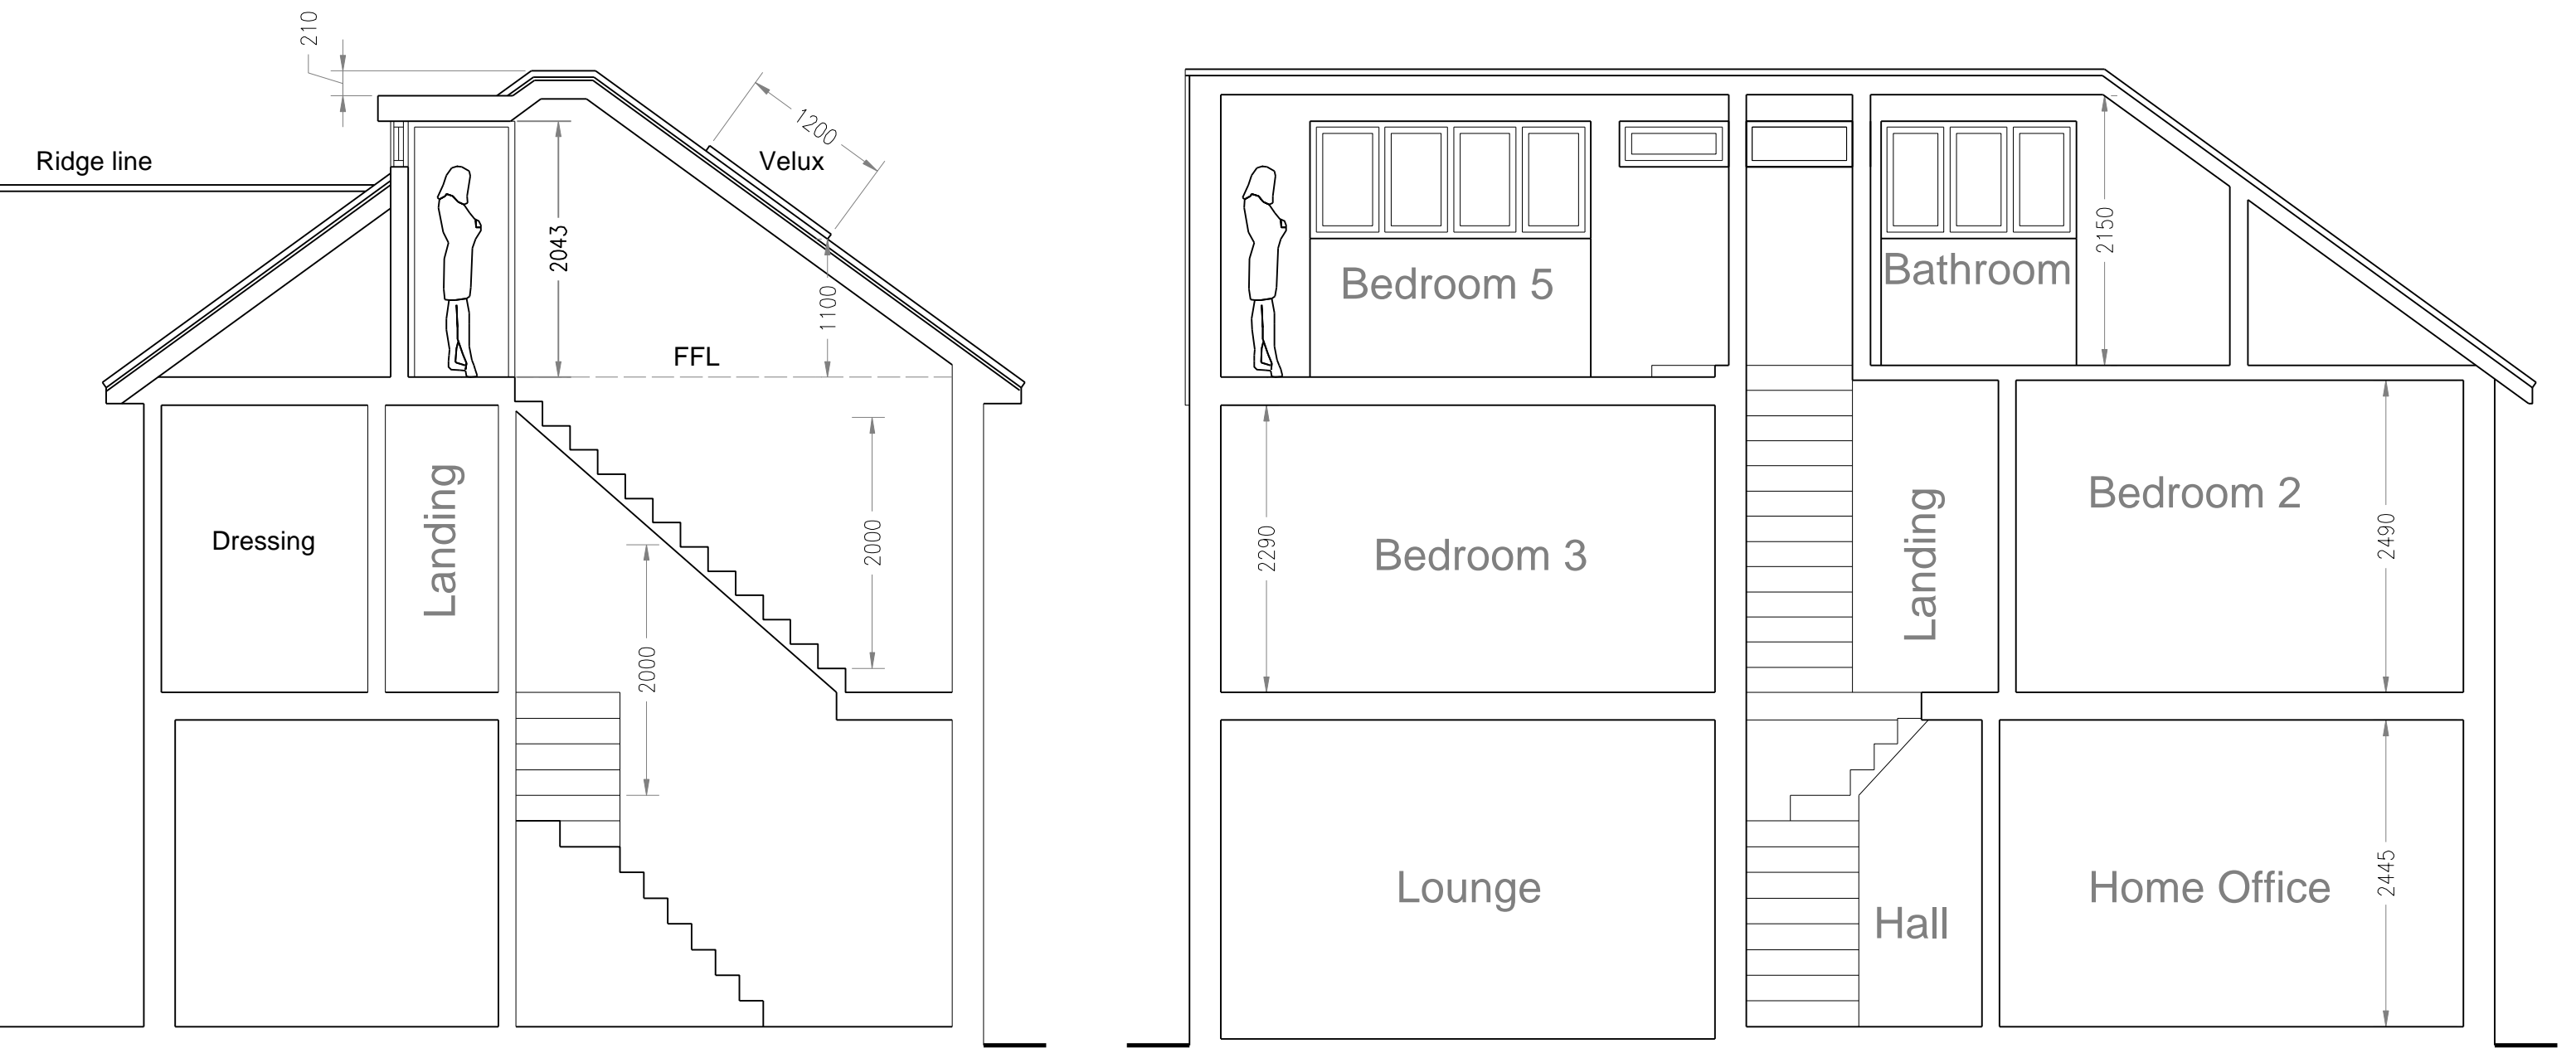 210
Ridge line
1200
Velux
2043
1100
FFL
Dressing
Landing
2000
2000
Bedroom 5
Bathroom
2150
2290
Bedroom 3
Landing
Bedroom 2
2490
Lounge
Hall
Home Office
2445